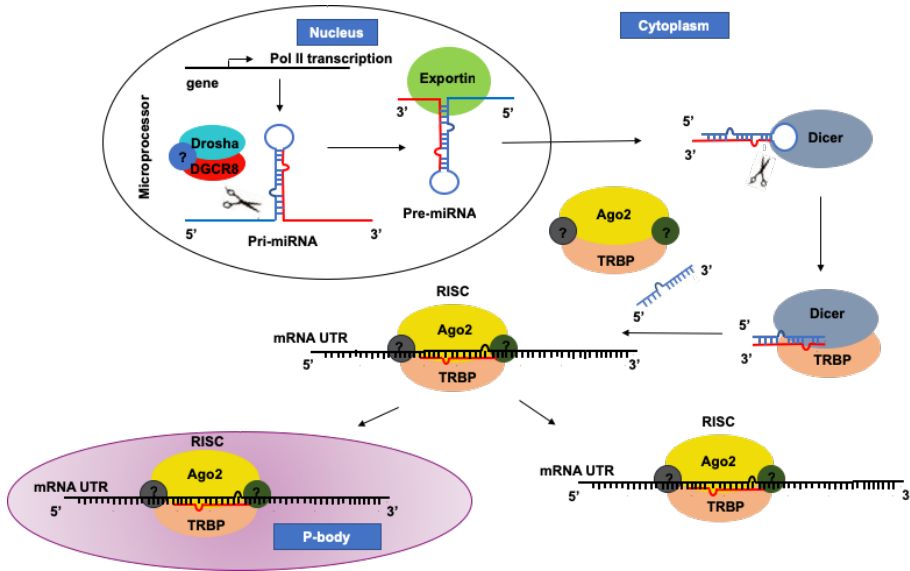 Nucleus
Cytoplasm
Pol II transcription
gene
Exportin
3’
5’
Microprocessor
Drosha
?
DGCR8
5’
3’
Pri-miRNA
Pre-miRNA
5’
3’
Dicer
Ago2
?
?
TRBP
3’
5’
RISC
Ago2
mRNA UTR
?
?
5’
3’
TRBP
Dicer
5’
3’
TRBP
RISC
Ago2
mRNA UTR
?
?
5’
3’
TRBP
P-body
RISC
Ago2
mRNA UTR
?
?
5’
3
TRBP